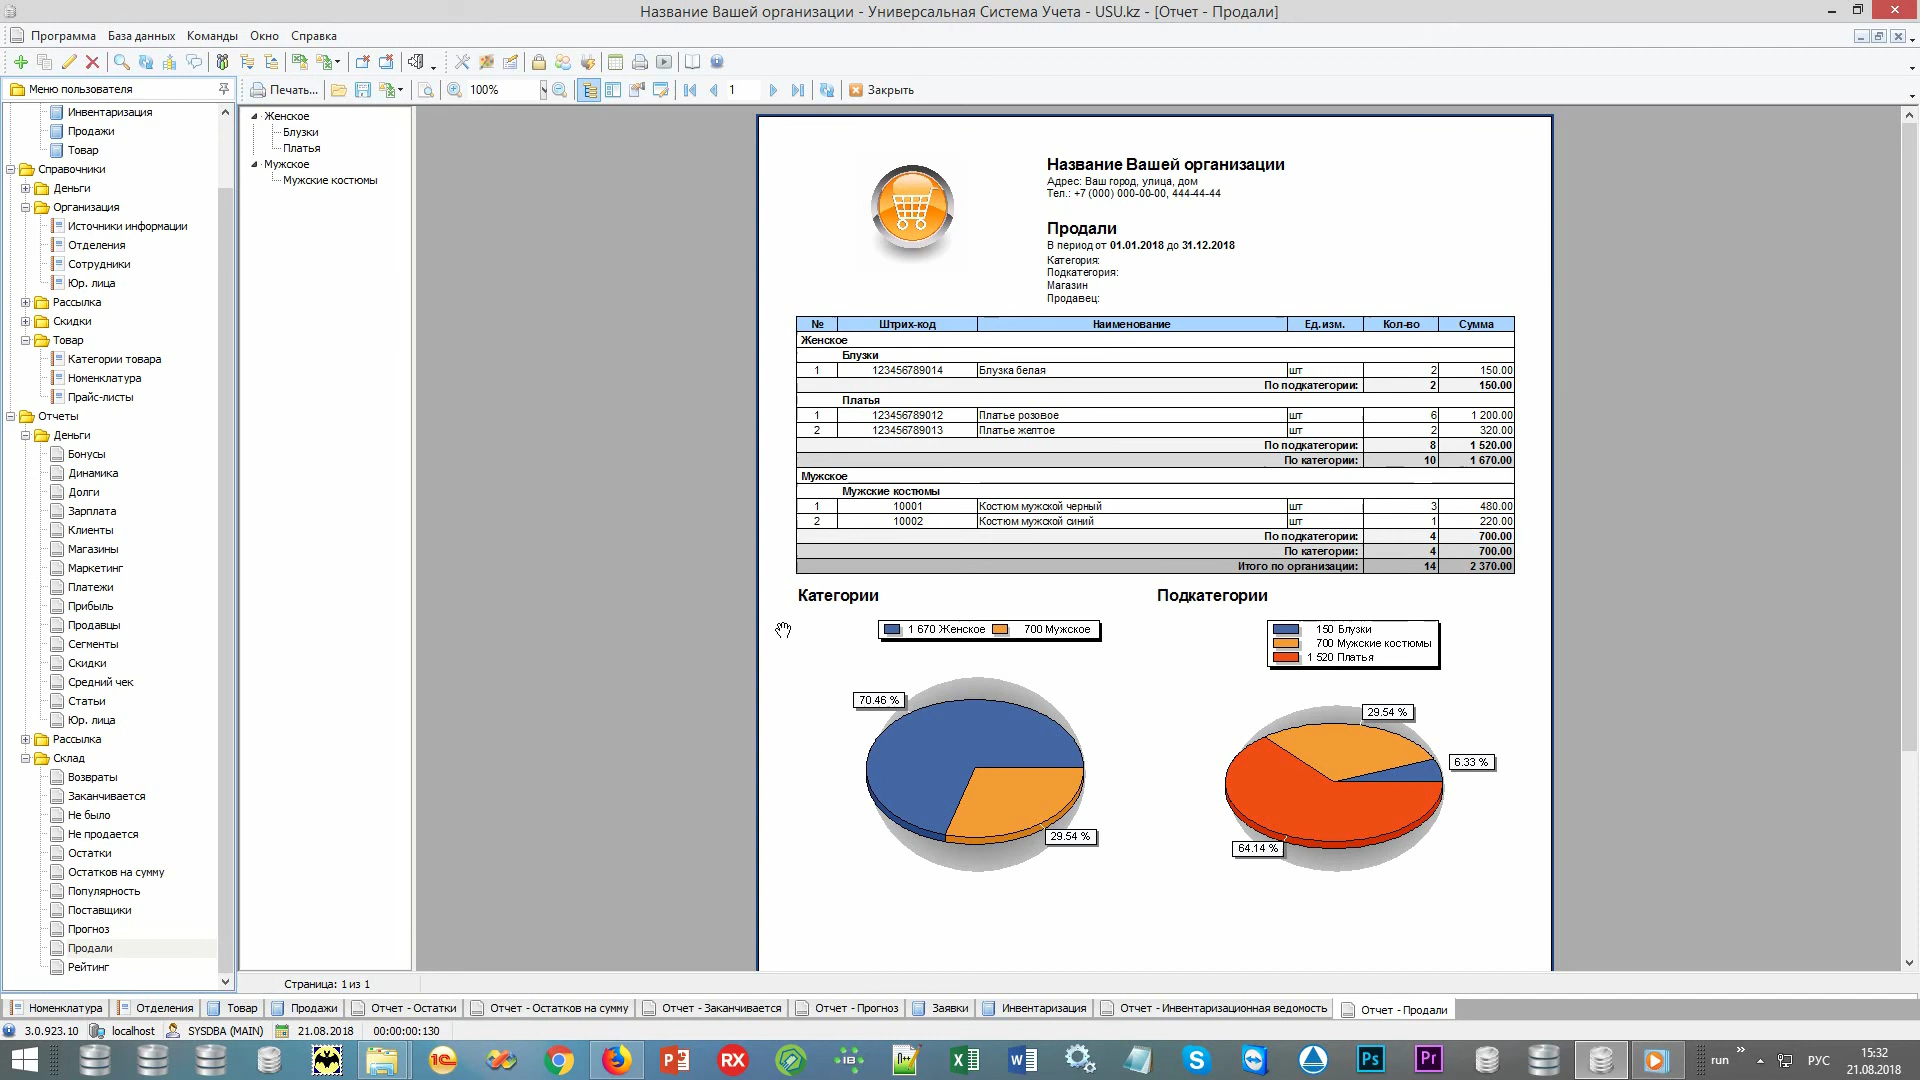 Название Вашей организации - Универсальная Система Учета - USU.kz - [Отчет - Продали]
Программа База данных Команды Окно Справка
Меню пользователя
Печать... 100% 1 Закрыть
Инвентаризация
Продажи
Товар
Справочники
Деньги
Организация
Источники информации
Отделения
Сотрудники
Юр. лица
Рассылка
Скидки
Товар
Категории товара
Номенклатура
Прайс-листы
Отчеты
Деньги
Бонусы
Динамика
Долги
Зарплата
Клиенты
Магазины
Маркетинг
Платежи
Прибыль
Продавцы
Сегменты
Скидки
Средний чек
Статьи
Юр. лица
Рассылка
Склад
Возвраты
Заканчивается
Не было
Не продается
Остатки
Остатков на сумму
Популярность
Поставщики
Прогноз
Продали
Рейтинг
Женское
Блузки
Платья
Мужское
Мужские костюмы
Название Вашей организации
Адрес: Ваш город, улица, дом
Тел.: +7 (000) 000-00-00, 444-44-44
Продали
В период от 01.01.2018 до 31.12.2018
Категория:
Подкатегория:
Магазин
Продавец:
№ Штрих-код Наименование Ед.изм. Кол-во Сумма
Женское
Блузки
1 123456789014 Блузка белая шт 2 150.00
По подкатегории: 2 150.00
Платья
1 123456789012 Платье розовое шт 6 1 200.00
2 123456789013 Платье желтое шт 2 320.00
По подкатегории: 8 1 520.00
По категории: 10 1 670.00
Мужское
Мужские костюмы
1 10001 Костюм мужской черный шт 3 480.00
2 10002 Костюм мужской синий шт 1 220.00
По подкатегории: 4 700.00
По категории: 4 700.00
Итого по организации: 14 2 370.00
Категории
1 670 Женское 700 Мужское
70.46 %
29.54 %
Подкатегории
150 Блузки
700 Мужские костюмы
1 520 Платья
29.54 %
6.33 %
64.14 %
Страница: 1 из 1
Номенклатура Отделения Товар Продажи Отчет - Остатки Отчет - Остатков на сумму Отчет - Заканчивается Отчет - Прогноз Заявки Инвентаризация Отчет - Инвентаризационная ведомость Отчет - Продали
3.0.923.10 localhost SYSDBA (MAIN) 21.08.2018 00:00:00:130
run РУС 15:32
21.08.2018